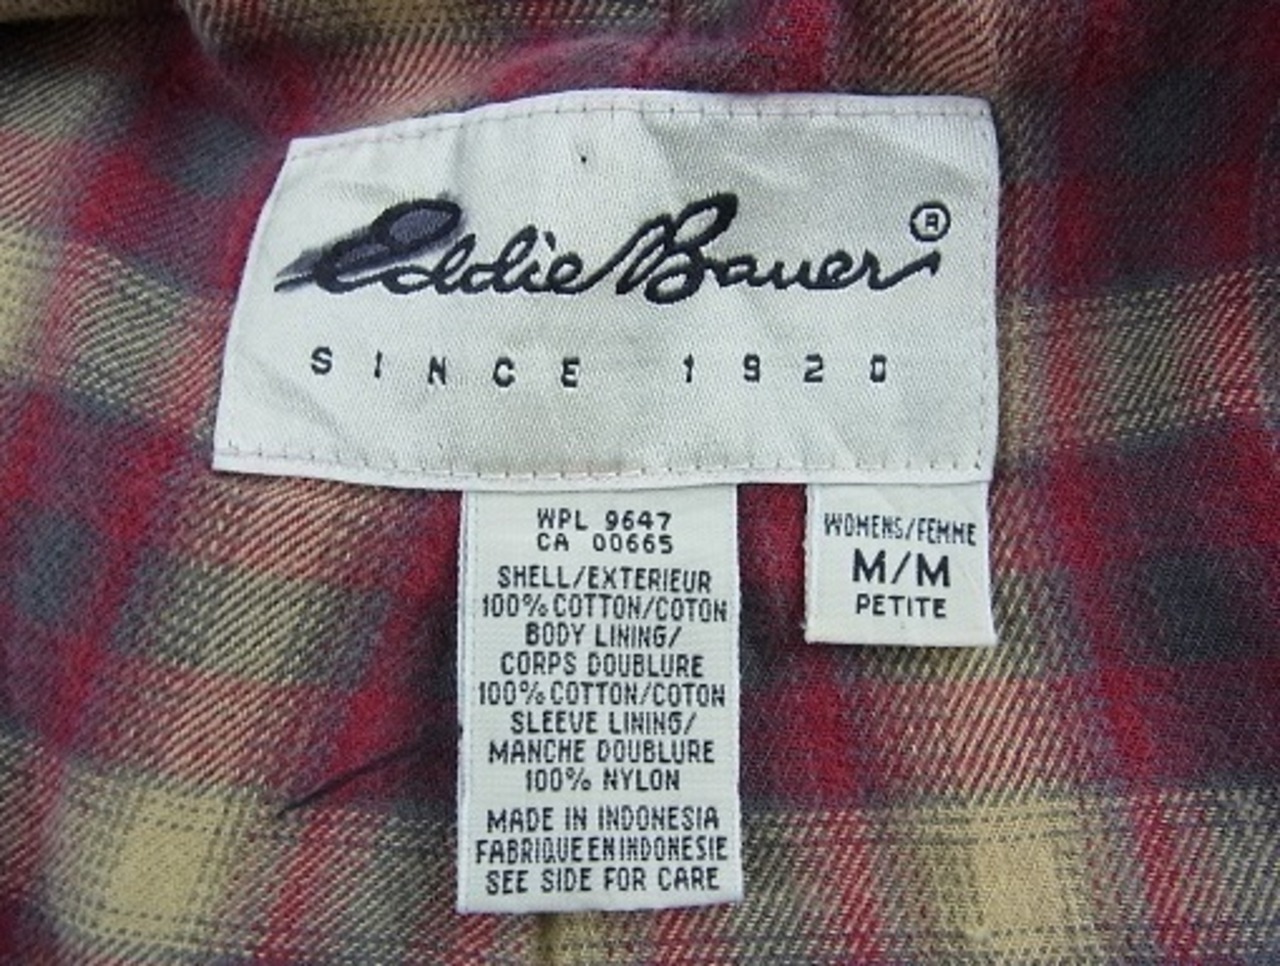 Eddie Bauer®
SINCE 1920
WPL 9647
CA 00665
SHELL/EXTERIEUR
100% COTTON/COTON
BODY LINING/
CORPS DOUBLURE
100% COTTON/COTON
SLEEVE LINING/
MANCHE DOUBLURE
100% NYLON
MADE IN INDONESIA
FABRIQUE EN INDONESIE
SEE SIDE FOR CARE
WOMENS/FEMME
M/M
PETITE